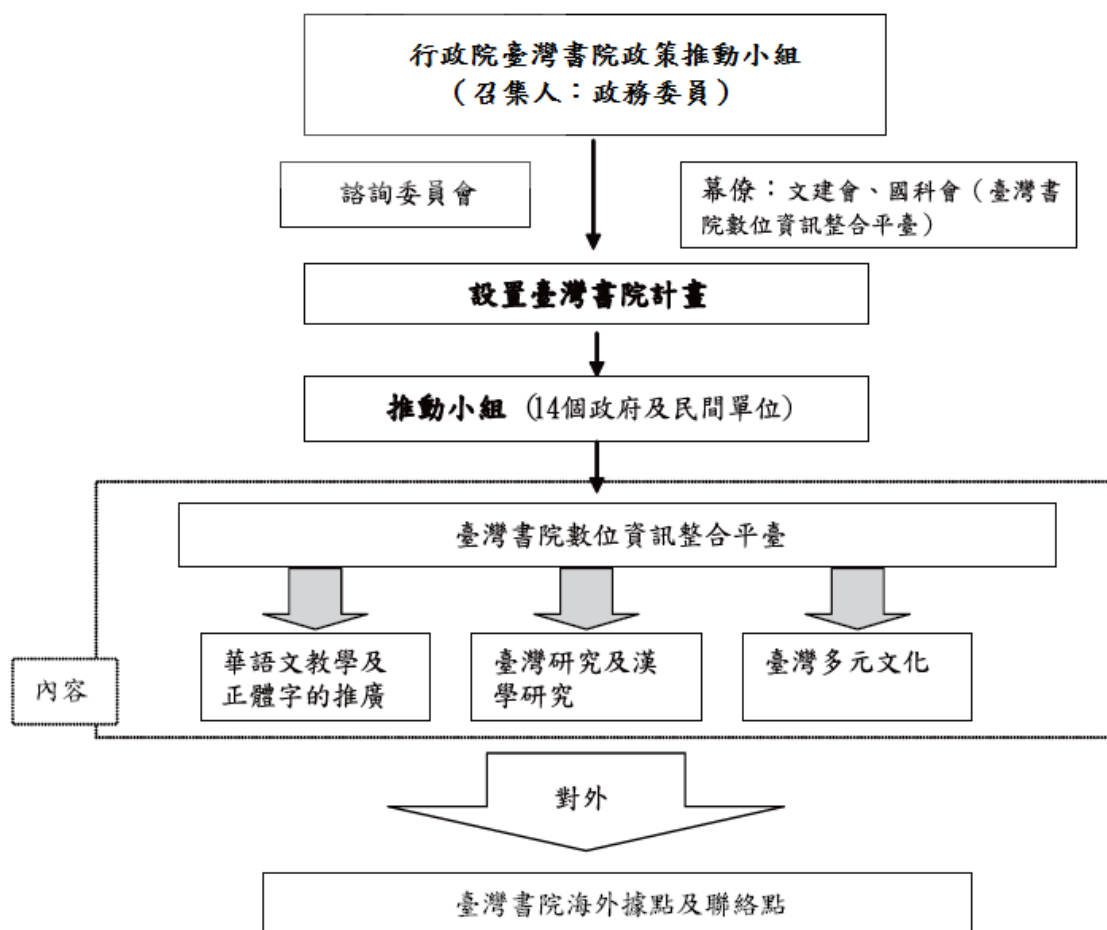 行政院臺灣書院政策推動小組
（召集人：政務委員）
諮詢委員會
幕僚：文建會、國科會（臺灣書
院數位資訊整合平臺）
設置臺灣書院計畫
推動小組 (14個政府及民間單位)
臺灣書院數位資訊整合平臺
內容
華語文教學及
正體字的推廣
臺灣研究及漢
學研究
臺灣多元文化
對外
臺灣書院海外據點及聯絡點